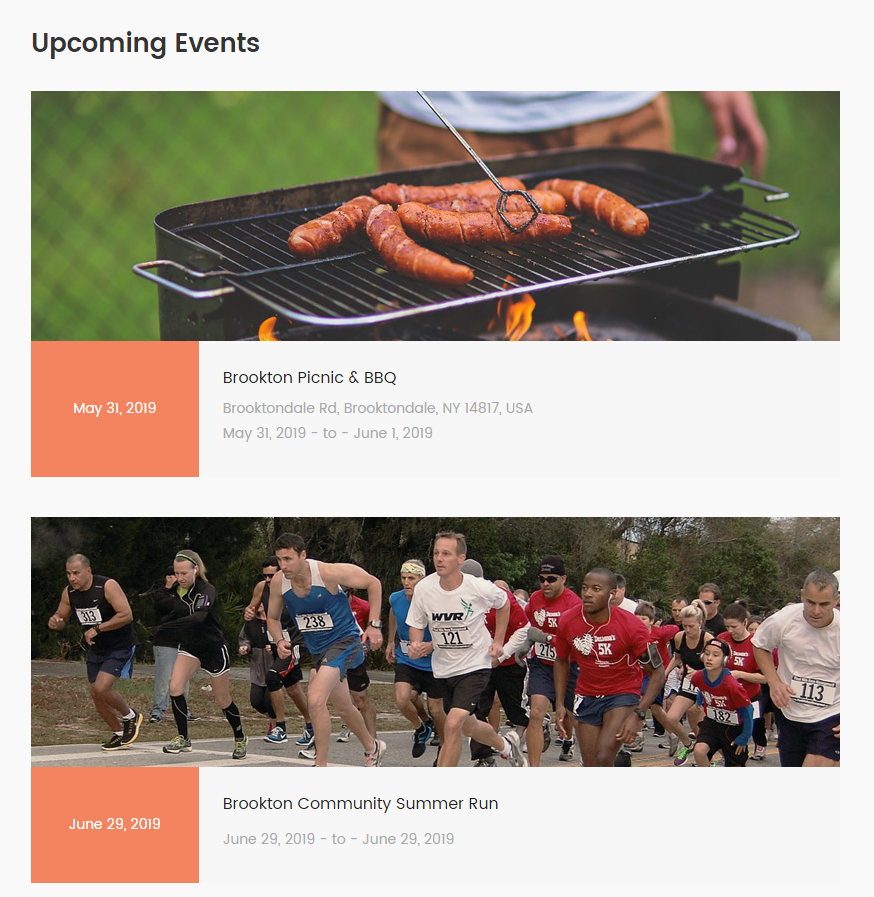 Upcoming Events
May 31, 2019
Brookton Picnic & BBQ
Brooktondale Rd, Brooktondale, NY 14817, USA
May 31, 2019 - to - June 1, 2019
313
238
WVR
121
275
5K
5K
5K
182
113
June 29, 2019
Brookton Community Summer Run
June 29, 2019 - to - June 29, 2019